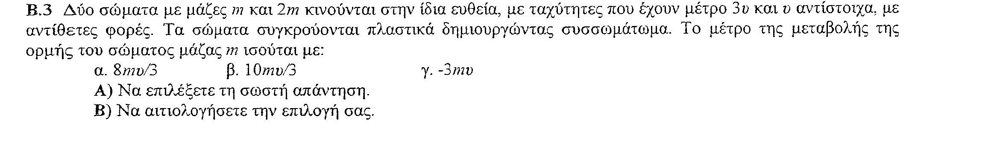 Β.3 Δύο σώματα με μάζες m και 2m κινούνται στην ίδια ευθεία, με ταχύτητες που έχουν μέτρο 3υ και υ αντίστοιχα, με
αντίθετες φορές. Τα σώματα συγκρούονται πλαστικά δημιουργώντας συσσωμάτωμα. Το μέτρο της μεταβολής της
ορμής του σώματος μάζας m ισούται με:
α. 8mυ/3 β. 10mυ/3 γ. -3mυ
Α) Να επιλέξετε τη σωστή απάντηση.
Β) Να αιτιολογήσετε την επιλογή σας.